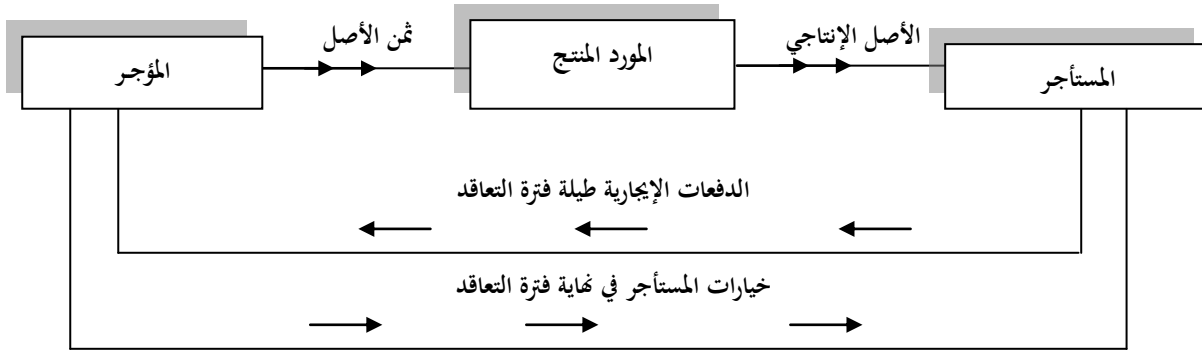 الأصل الإنتاجي
ثمن الأصل
المستأجر
المورد المنتج
المؤجر
الدفعات الإيجارية طيلة فترة التعاقد
خيارات المستأجر في نهاية فترة التعاقد